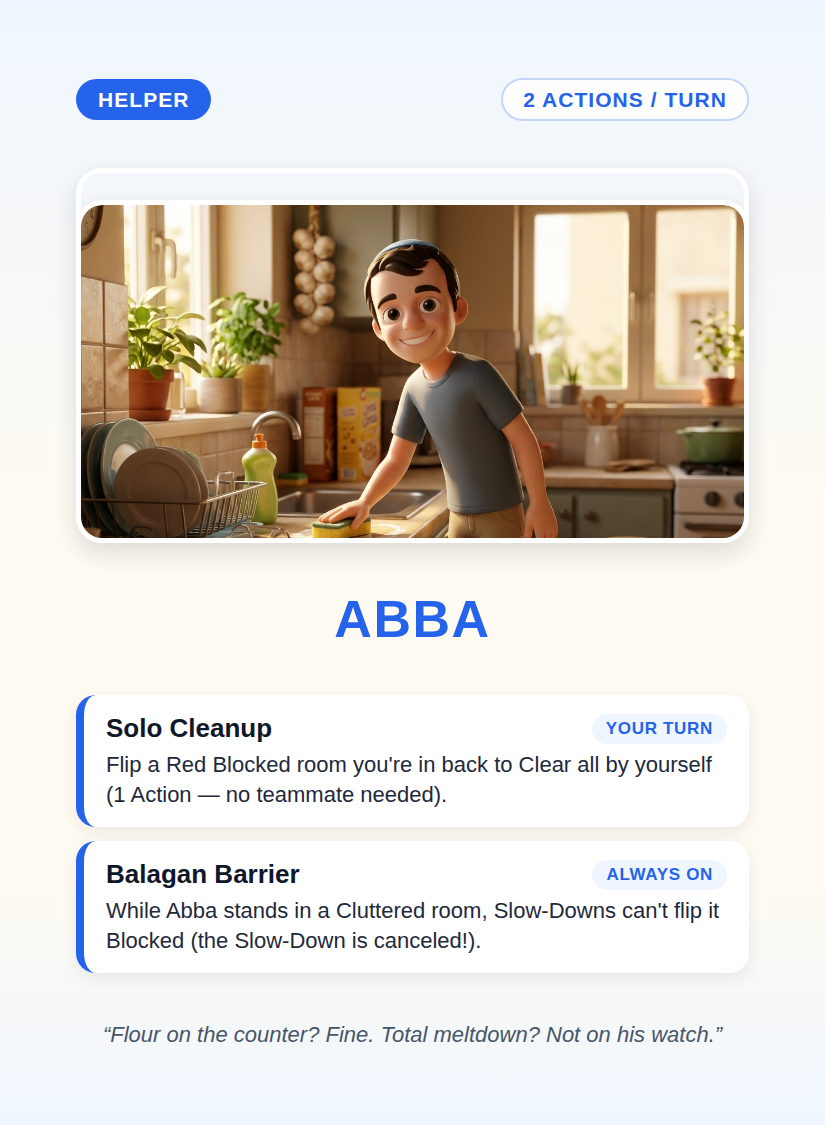 HELPER
2 ACTIONS / TURN
ABBA
Solo Cleanup
YOUR TURN
Flip a Red Blocked room you're in back to Clear all by yourself
(1 Action — no teammate needed).
Balagan Barrier
ALWAYS ON
While Abba stands in a Cluttered room, Slow-Downs can't flip it
Blocked (the Slow-Down is canceled!).
“Flour on the counter? Fine. Total meltdown? Not on his watch.”